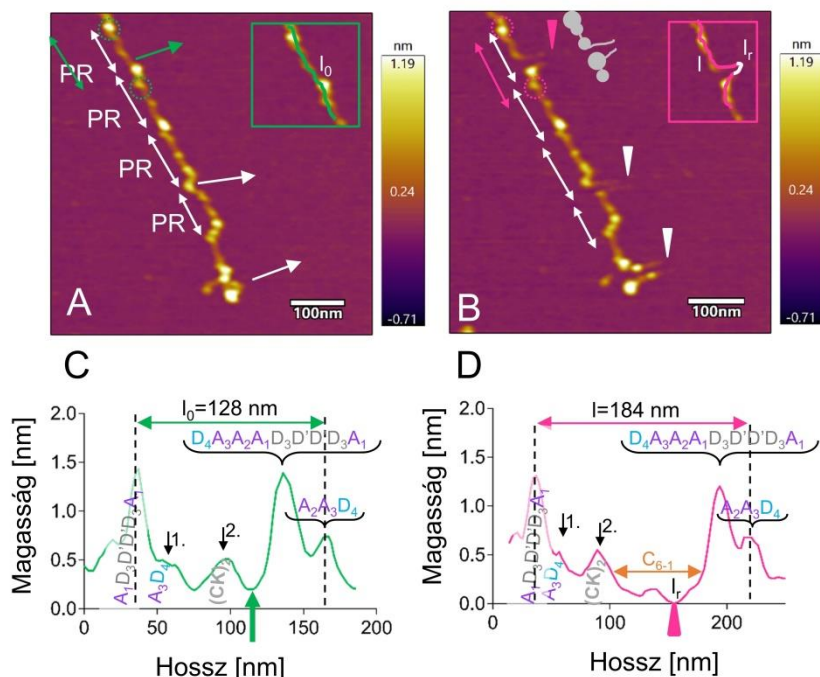 PR
PR
PR
PR
l₀
A
100nm
nm
1.19
0.24
-0.71
l
lᵣ
B
100nm
nm
1.19
0.24
-0.71
C
l₀=128 nm
D₄A₃A₂A₁D₃D'D'D₃A₁
A₂A₃D₄
1.
2.
A₁D₃D'D'D₃A₁
A₃D₄
(CK)₂
Magasság [nm]
2.0
1.5
1.0
0.5
0.0
0 50 100 150 200
Hossz [nm]
D
l=184 nm
D₄A₃A₂A₁D₃D'D'D₃A₁
A₂A₃D₄
1.
2.
C₆₋₁
lᵣ
A₁D₃D'D'D₃A₁
A₃D₄
(CK)₂
Magasság [nm]
2.0
1.5
1.0
0.5
0.0
0 100 200
Hossz [nm]